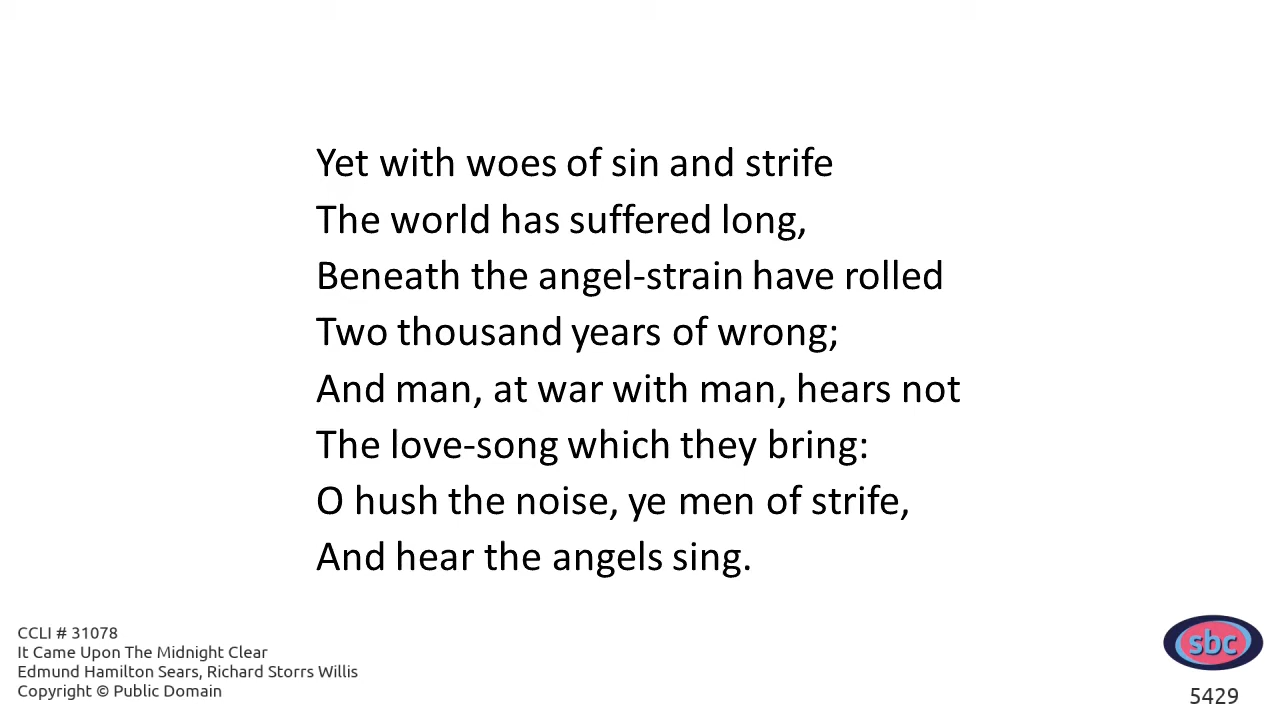 Yet with woes of sin and strife
The world has suffered long,
Beneath the angel-strain have rolled
Two thousand years of wrong;
And man, at war with man, hears not
The love-song which they bring:
O hush the noise, ye men of strife,
And hear the angels sing.
CCLI # 31078
It Came Upon The Midnight Clear
Edmund Hamilton Sears, Richard Storrs Willis
Copyright © Public Domain
sbc
5429